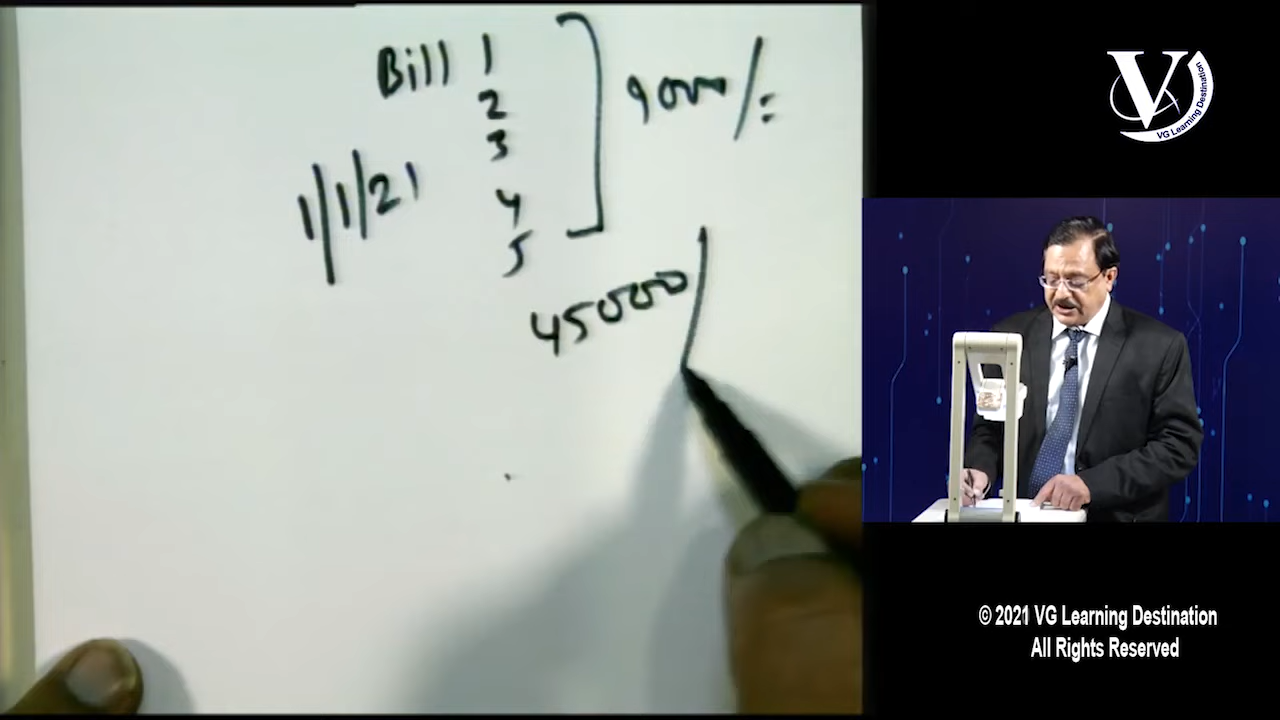 Bill 1
2
3
1/1/21
4
5
9000/=
45000/
V
VG Learning Destination
© 2021 VG Learning Destination
All Rights Reserved